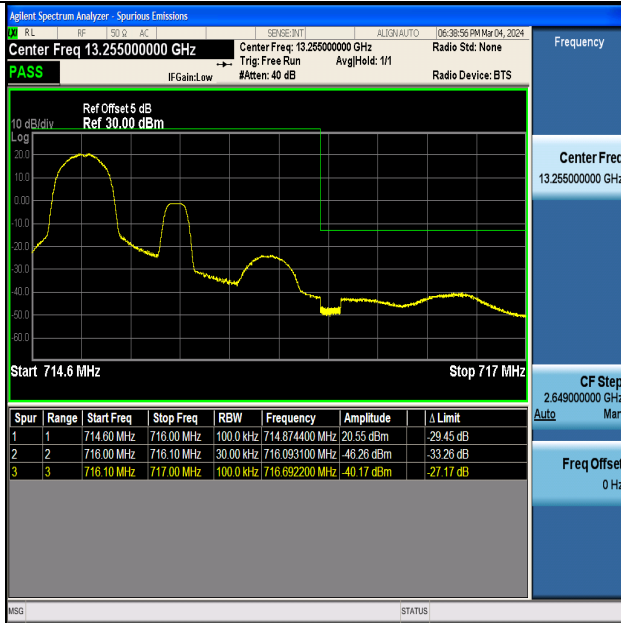 Agilent Spectrum Analyzer - Spurious Emissions
RL RF 50 Ω AC SENSE:INT ALIGN AUTO 06:38:56 PM Mar 04, 2024
Center Freq 13.255000000 GHz
Center Freq: 13.255000000 GHz
Radio Std: None
Trig: Free Run Avg|Hold: 1/1
PASS
IFGain:Low
#Atten: 40 dB
Radio Device: BTS
Ref Offset 5 dB
10 dB/div Ref 30.00 dBm
Log
20.0
10.0
0.00
-10.0
-20.0
-30.0
-40.0
-50.0
-60.0
Start 714.6 MHz Stop 717 MHz
Spur Range Start Freq Stop Freq RBW Frequency Amplitude Δ Limit
1 1 714.60 MHz 716.00 MHz 100.0 kHz 714.874400 MHz 20.55 dBm -29.45 dB
2 2 716.00 MHz 716.10 MHz 30.00 kHz 716.093100 MHz -46.26 dBm -33.26 dB
3 3 716.10 MHz 717.00 MHz 100.0 kHz 716.692200 MHz -40.17 dBm -27.17 dB
MSG STATUS
Frequency
Center Freq
13.255000000 GHz
CF Step
2.649000000 GHz
Auto Man
Freq Offset
0 Hz